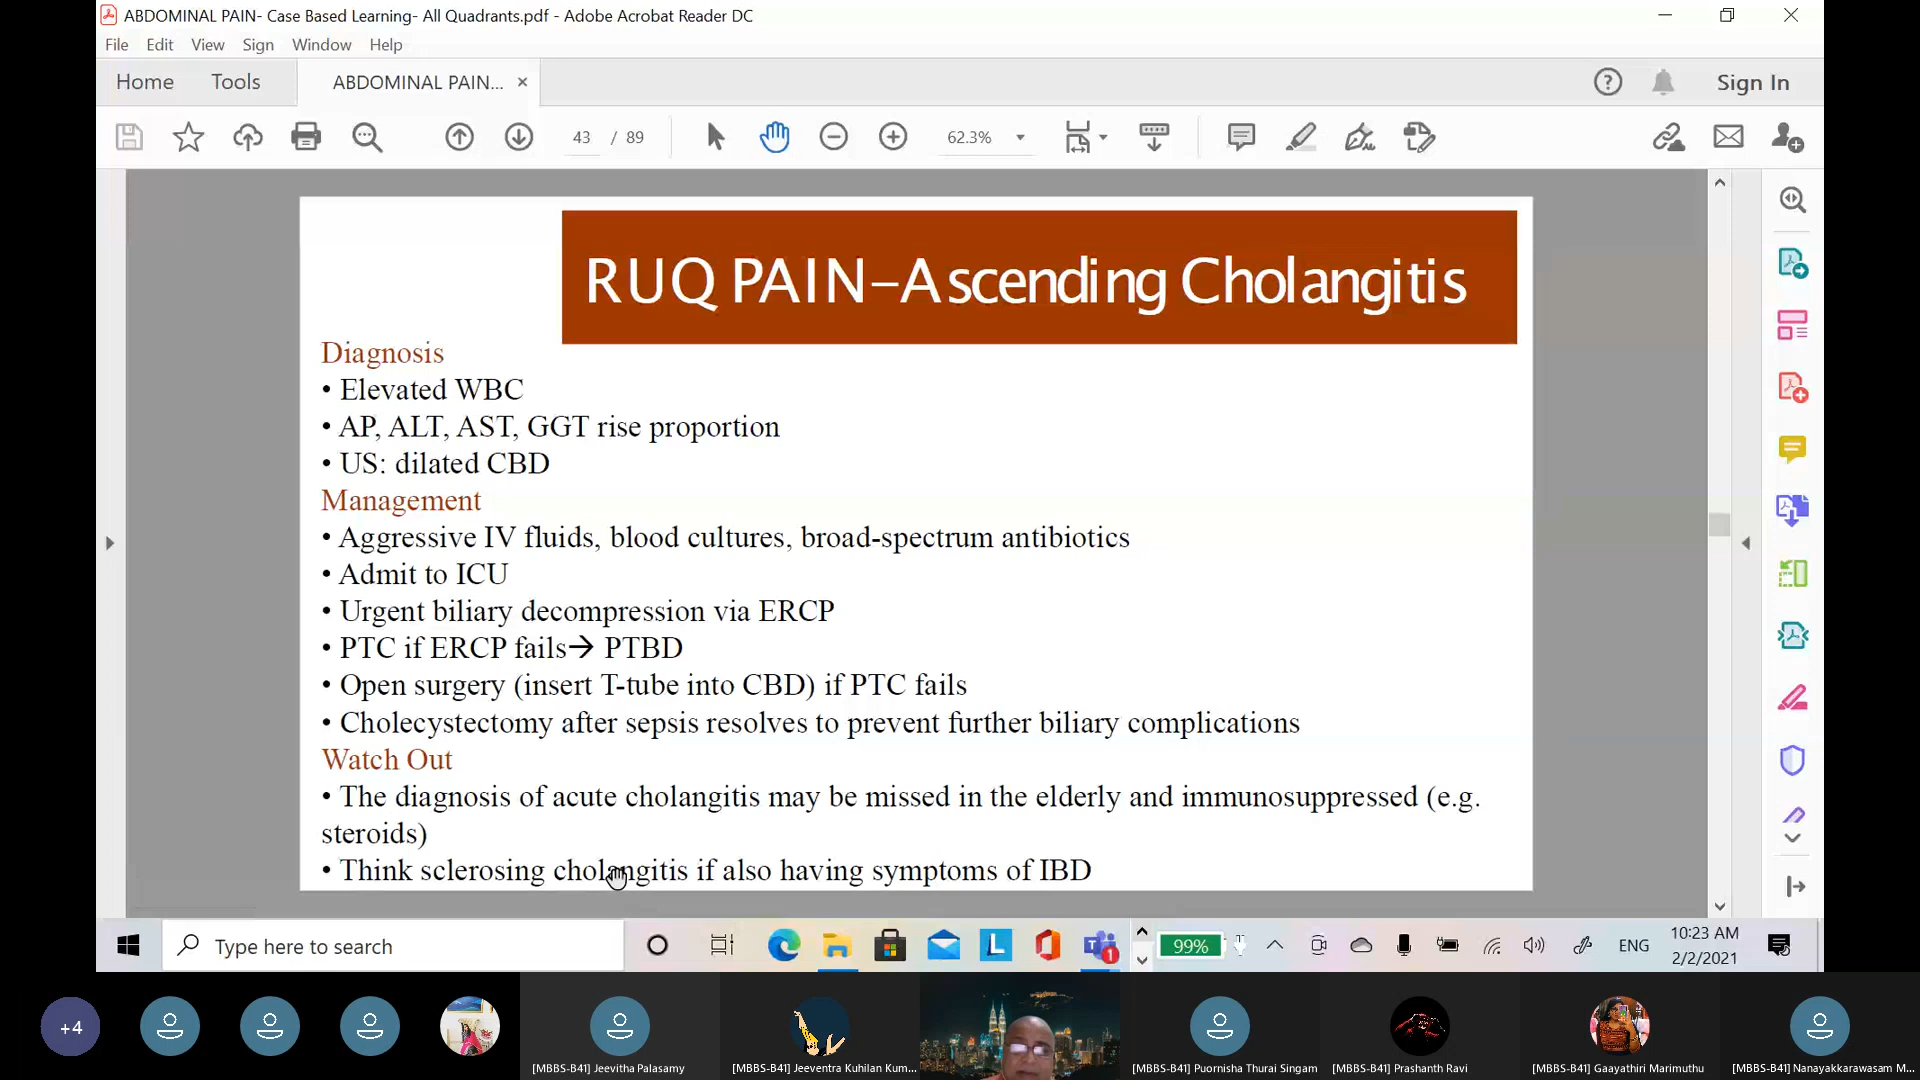 ABDOMINAL PAIN- Case Based Learning- All Quadrants.pdf - Adobe Acrobat Reader DC
File Edit View Sign Window Help
Home Tools ABDOMINAL PAIN... × Sign In
43 / 89 62.3%
RUQ PAIN–Ascending Cholangitis
Diagnosis
• Elevated WBC
• AP, ALT, AST, GGT rise proportion
• US: dilated CBD
Management
• Aggressive IV fluids, blood cultures, broad-spectrum antibiotics
• Admit to ICU
• Urgent biliary decompression via ERCP
• PTC if ERCP fails→ PTBD
• Open surgery (insert T-tube into CBD) if PTC fails
• Cholecystectomy after sepsis resolves to prevent further biliary complications
Watch Out
• The diagnosis of acute cholangitis may be missed in the elderly and immunosuppressed (e.g.
steroids)
• Think sclerosing cholangitis if also having symptoms of IBD
Type here to search
L
1
99%
ENG
10:23 AM
2/2/2021
+4
[MBBS-B41] Jeevitha Palasamy
[MBBS-B41] Jeeventra Kuhilan Kum...
[MBBS-B41] Puornisha Thurai Singam
[MBBS-B41] Prashanth Ravi
[MBBS-B41] Gaayathiri Marimuthu
[MBBS-B41] Nanayakkarawasam M...